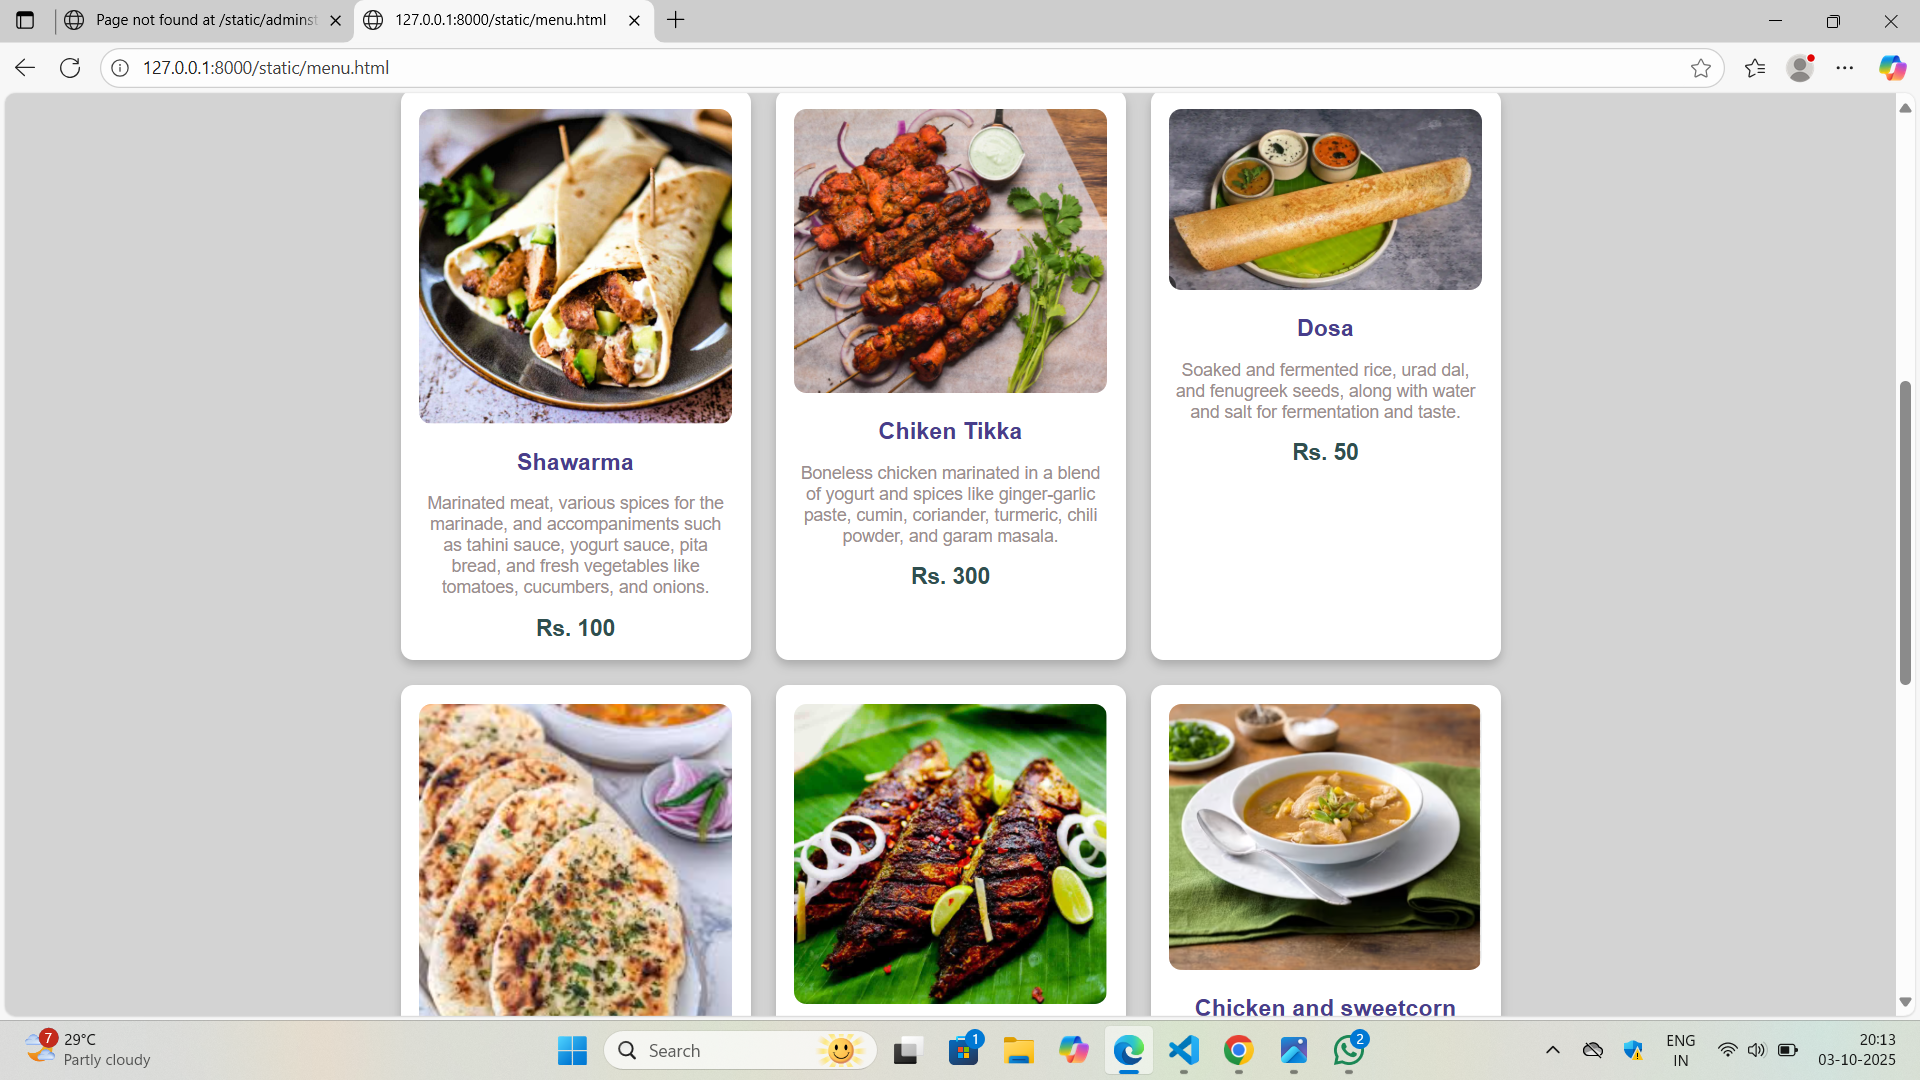 Page not found at /static/adminst
127.0.0.1:8000/static/menu.html
127.0.0.1:8000/static/menu.html
Shawarma
Marinated meat, various spices for the
marinade, and accompaniments such
as tahini sauce, yogurt sauce, pita
bread, and fresh vegetables like
tomatoes, cucumbers, and onions.
Rs. 100
Chiken Tikka
Boneless chicken marinated in a blend
of yogurt and spices like ginger-garlic
paste, cumin, coriander, turmeric, chili
powder, and garam masala.
Rs. 300
Dosa
Soaked and fermented rice, urad dal,
and fenugreek seeds, along with water
and salt for fermentation and taste.
Rs. 50
Chicken and sweetcorn
7
29°C
Partly cloudy
Search
1
2
ENG
IN
20:13
03-10-2025